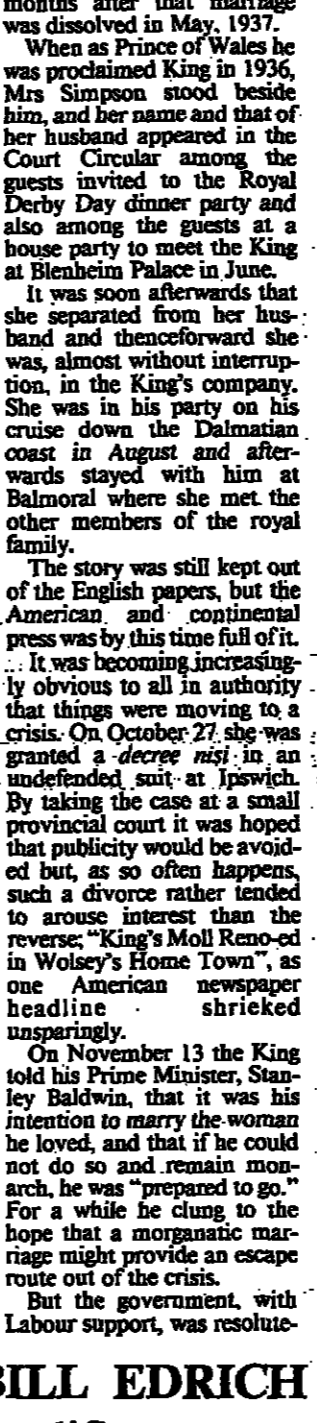 months after that marriage
was dissolved in May, 1937.
When as Prince of Wales he
was proclaimed King in 1936,
Mrs Simpson stood beside
him, and her name and that of
her husband appeared in the
Court Circular among the
guests invited to the Royal
Derby Day dinner party and
also among the guests at a
house party to meet the King
at Blenheim Palace in June.
It was soon afterwards that
she separated from her hus-
band and thenceforward she
was, almost without interrup-
tion, in the King's company.
She was in his party on his
cruise down the Dalmatian
coast in August and after-
wards stayed with him at
Balmoral where she met the
other members of the royal
family.
The story was still kept out
of the English papers, but the
American and continental
press was by this time full of it.
It was becoming increasing-
ly obvious to all in authority
that things were moving to a
crisis. On October 27 she was
granted a decree nisi in an
undefended suit at Ipswich.
By taking the case at a small
provincial court it was hoped
that publicity would be avoid-
ed but, as so often happens,
such a divorce rather tended
to arouse interest than the
reverse; "King's Moll Reno-ed
in Wolsey's Home Town", as
one American newspaper
headline shrieked
unsparingly.
On November 13 the King
told his Prime Minister, Stan-
ley Baldwin, that it was his
intention to marry the woman
he loved, and that if he could
not do so and remain mon-
arch, he was "prepared to go."
For a while he clung to the
hope that a morganatic mar-
riage might provide an escape
route out of the crisis.
But the government, with
Labour support, was resolute-
BILL EDRICH